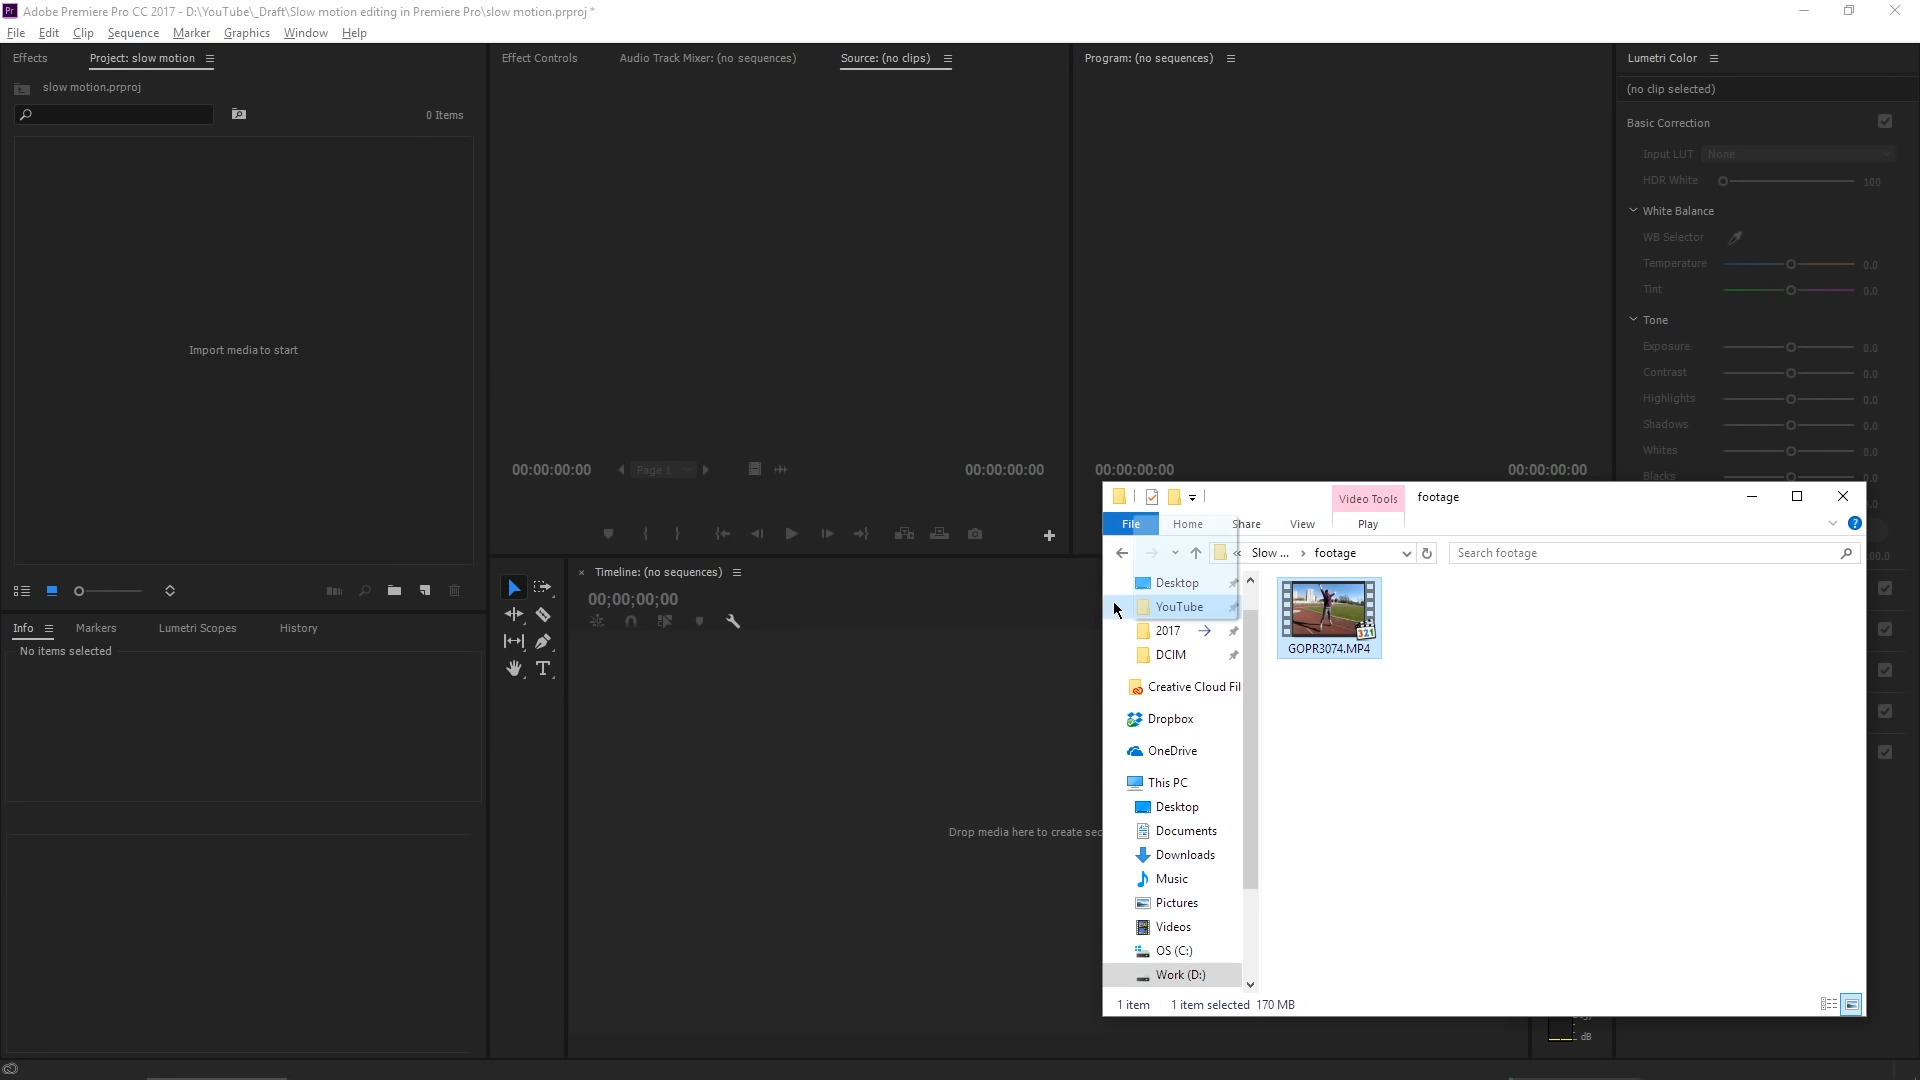 Adobe Premiere Pro CC 2017 - D:\YouTube\_Draft\Slow motion editing in Premiere Pro\slow motion.prproj *
File Edit Clip Sequence Marker Graphics Window Help
Effects Project: slow motion
slow motion.prproj
0 Items
Import media to start
Info Markers Lumetri Scopes History
No items selected
Effect Controls Audio Track Mixer: (no sequences) Source: (no clips)
00:00:00:00 Page 1 00:00:00:00
Program: (no sequences)
00:00:00:00 00:00:00:00
× Timeline: (no sequences)
00;00;00;00
Drop media here to create
dB
Lumetri Color
(no clip selected)
Basic Correction
Input LUT None
HDR White 100
White Balance
WB Selector
Temperature 0.0
Tint 0.0
Tone
Exposure 0.0
Contrast 0.0
Highlights 0.0
Shadows 0.0
Whites 0.0
Blacks
Video Tools footage
File Home Share View Play
« Slow ... › footage Search footage
Desktop
YouTube
2017
DCIM
Creative Cloud Fil
Dropbox
OneDrive
This PC
Desktop
Documents
Downloads
Music
Pictures
Videos
OS (C:)
Work (D:)
321
GOPR3074.MP4
1 item 1 item selected 170 MB